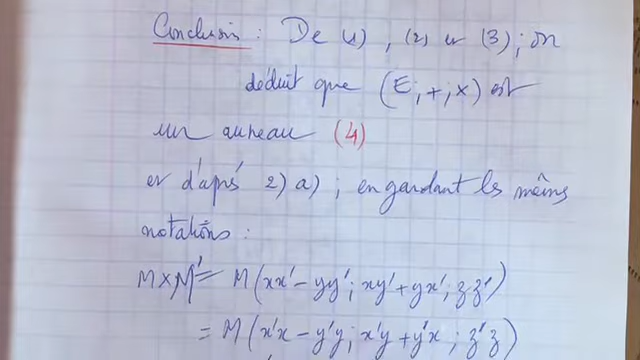 Conclusion : De (1), (2) et (3); on
déduit que (E;+;×) est
un anneau (4)
et d'après 2) a) ; en gardant les mêmes
notations :
M×M' = M(xx'-yy'; xy'+yx'; zz')
= M(x'x-y'y; x'y+y'x; z'z)